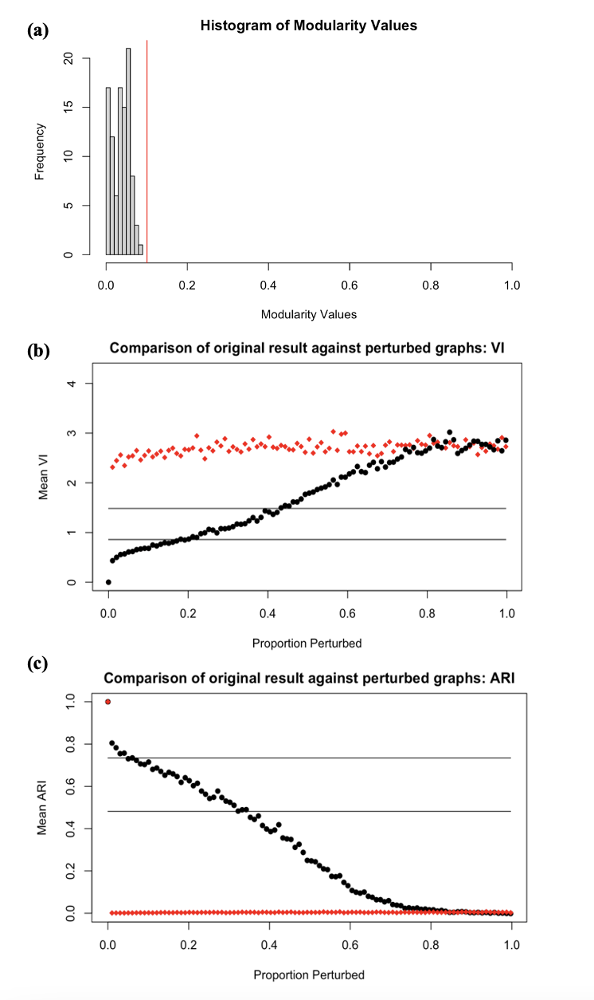 (a)
Histogram of Modularity Values
Frequency
20
15
10
5
0
0.0 0.2 0.4 0.6 0.8 1.0
Modularity Values
(b)
Comparison of original result against perturbed graphs: VI
Mean VI
4
3
2
1
0
0.0 0.2 0.4 0.6 0.8 1.0
Proportion Perturbed
(c)
Comparison of original result against perturbed graphs: ARI
Mean ARI
1.0
0.8
0.6
0.4
0.2
0.0
0.0 0.2 0.4 0.6 0.8 1.0
Proportion Perturbed